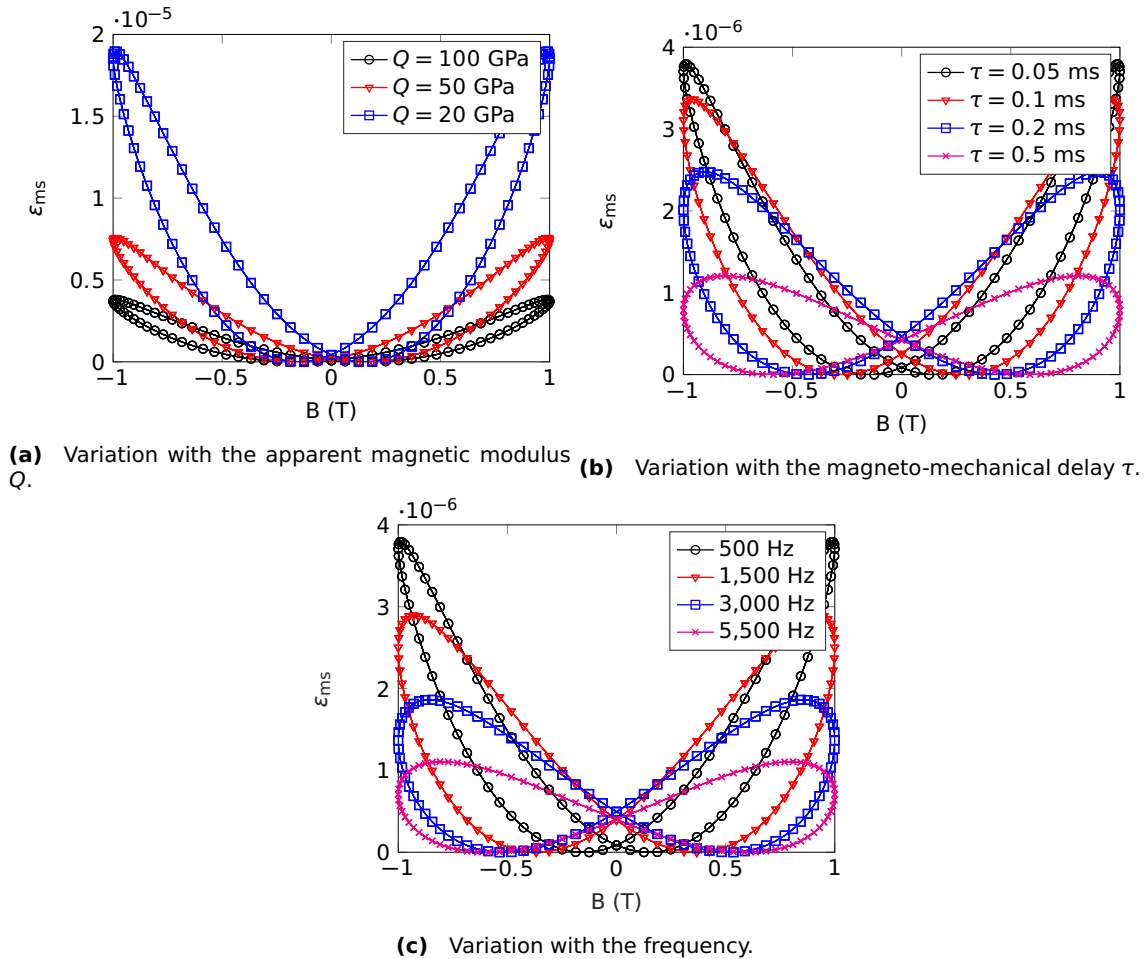 ·10⁻⁵
2
1.5
1
0.5
0
ε_ms
Q = 100 GPa
Q = 50 GPa
Q = 20 GPa
−1 −0.5 0 0.5 1
B (T)
(a) Variation with the apparent magnetic modulus
Q.
·10⁻⁶
4
3
2
1
0
ε_ms
τ = 0.05 ms
τ = 0.1 ms
τ = 0.2 ms
τ = 0.5 ms
−1 −0.5 0 0.5 1
B (T)
(b) Variation with the magneto-mechanical delay τ.
·10⁻⁶
4
3
2
1
0
ε_ms
500 Hz
1,500 Hz
3,000 Hz
5,500 Hz
−1 −0.5 0 0.5 1
B (T)
(c) Variation with the frequency.